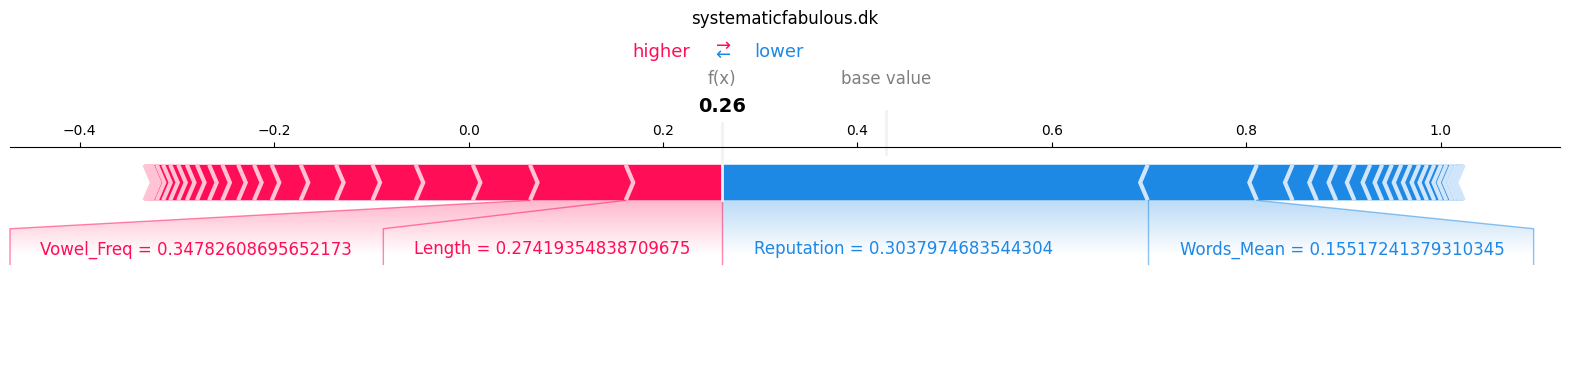 systematicfabulous.dk
higher ⇄ lower
f(x) base value
0.26
−0.4 −0.2 0.0 0.2 0.4 0.6 0.8 1.0
Vowel_Freq = 0.34782608695652173 Length = 0.27419354838709675 Reputation = 0.3037974683544304 Words_Mean = 0.15517241379310345